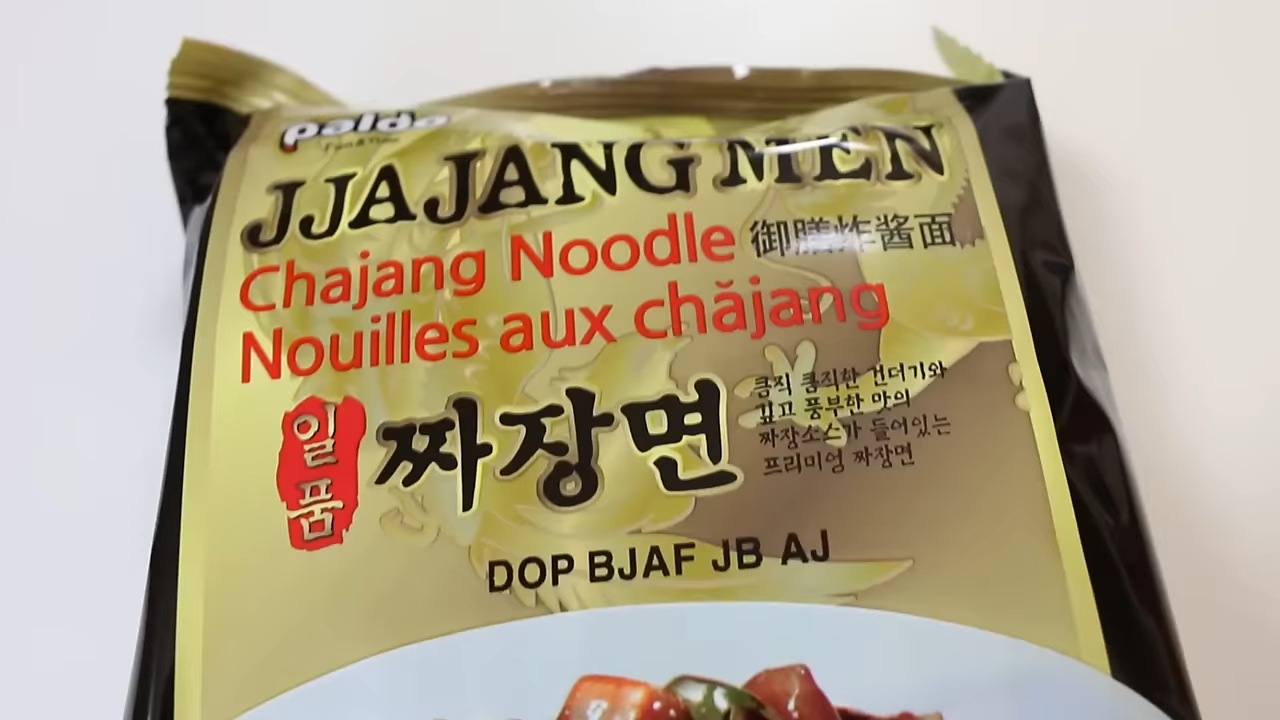 paldo
Fun & Yum
JJAJANG MEN
Chajang Noodle 御膳炸酱面
Nouilles aux chăjang
일품 짜장면
큼직 큼직한 건더기와
깊고 풍부한 맛의
짜장소스가 들어있는
프리미엄 짜장면
DOP BJAF JB AJ